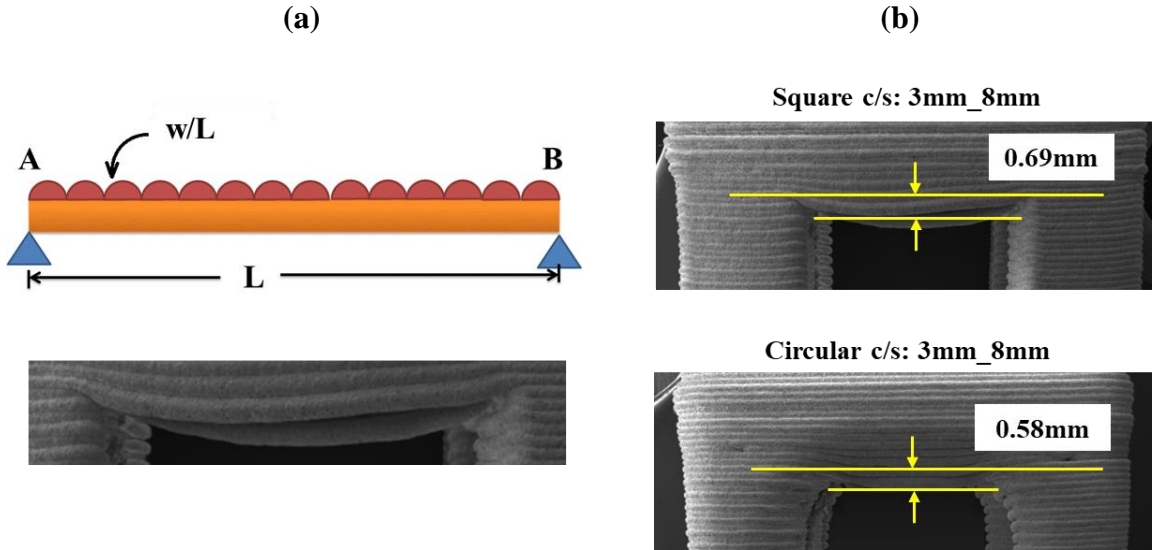 (a)
w/L
A
B
L
(b)
Square c/s: 3mm_8mm
0.69mm
Circular c/s: 3mm_8mm
0.58mm